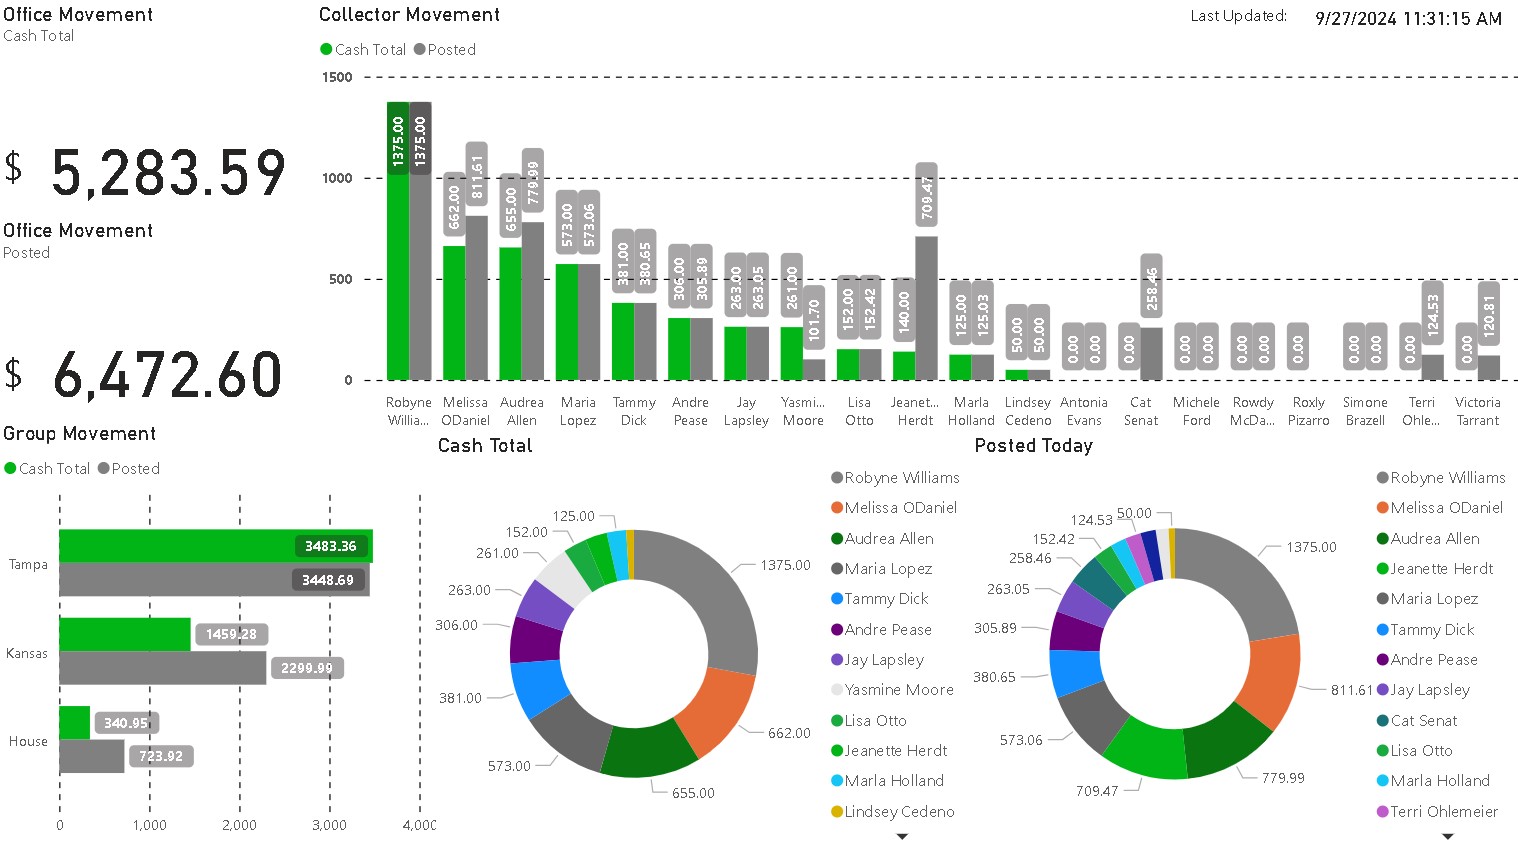 Office Movement
Cash Total
$ 5,283.59
Office Movement
Posted
$ 6,472.60
Collector Movement
Last Updated: 9/27/2024 11:31:15 AM
Cash Total Posted
1500
1000
500
0
1375.00 1375.00
662.00 811.61
655.00 779.99
573.00 573.06
381.00 380.65
306.00 305.89
263.00 263.05
261.00 101.70
152.00 152.42
140.00 709.47
125.00 125.03
50.00 50.00
0.00 0.00
0.00 258.46
0.00 0.00
0.00 0.00
0.00
0.00 0.00
0.00 124.53
0.00 120.81
Robyne Willia...
Melissa ODaniel
Audrea Allen
Maria Lopez
Tammy Dick
Andre Pease
Jay Lapsley
Yasmi... Moore
Lisa Otto
Jeanet... Herdt
Marla Holland
Lindsey Cedeno
Antonia Evans
Cat Senat
Michele Ford
Rowdy McDa...
Roxly Pizarro
Simone Brazell
Terri Ohle...
Victoria Tarrant
Group Movement
Cash Total Posted
Tampa
3483.36
3448.69
Kansas
1459.28
2299.99
House
340.95
723.92
0 1,000 2,000 3,000 4,000
Cash Total
125.00
152.00
261.00
263.00
306.00
381.00
573.00
655.00
662.00
1375.00
Robyne Williams
Melissa ODaniel
Audrea Allen
Maria Lopez
Tammy Dick
Andre Pease
Jay Lapsley
Yasmine Moore
Lisa Otto
Jeanette Herdt
Marla Holland
Lindsey Cedeno
Posted Today
50.00
124.53
152.42
258.46
263.05
305.89
380.65
573.06
709.47
779.99
811.61
1375.00
Robyne Williams
Melissa ODaniel
Audrea Allen
Jeanette Herdt
Maria Lopez
Tammy Dick
Andre Pease
Jay Lapsley
Cat Senat
Lisa Otto
Marla Holland
Terri Ohlemeier